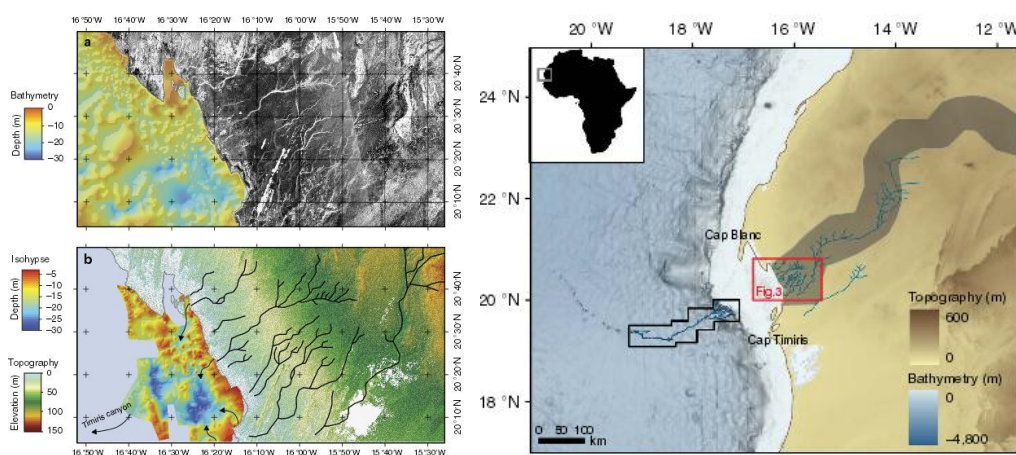 16°50'W 16°40'W 16°30'W 16°20'W 16°10'W 16°00'W 15°50'W 15°40'W 15°30'W
a
Bathymetry
Depth (m)
0
−10
−20
−30
20°40'N
20°30'N
20°20'N
20°10'N
b
Isohypse
Depth (m)
−5
−10
−15
−20
−25
−30
Topography
Elevation (m)
0
50
100
150
Timiris canyon
20°40'N
20°30'N
20°20'N
20°10'N
16°50'W 16°40'W 16°30'W 16°20'W 16°10'W 16°00'W 15°50'W 15°40'W 15°30'W
20 °W 18 °W 16 °W 14 °W 12 °W
24 °N
22 °N
20 °N
18 °N
Cap Blanc
Fig.3
Cap Timiris
Topography (m)
600
0
Bathymetry (m)
0
−4,800
0 50 100
km